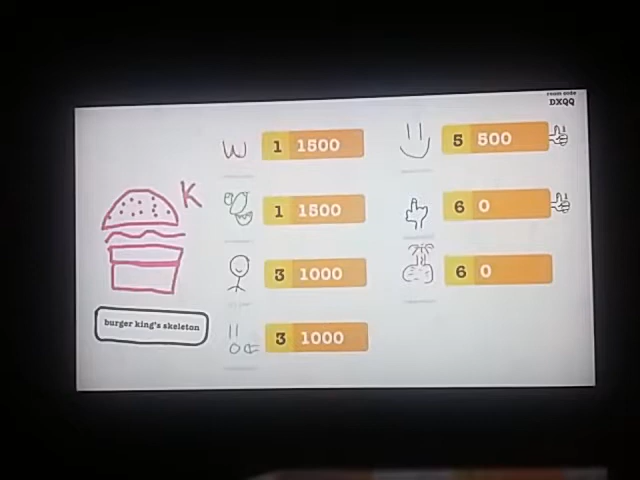 room code
DXQQ
K
burger king's skeleton
W
1 1500
1 1500
3 1000
3 1000
5 500
6 0
6 0